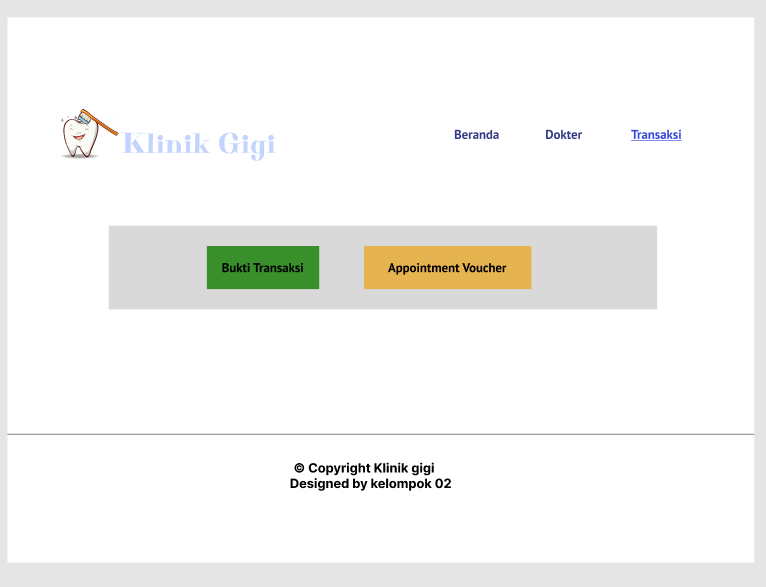 Klinik Gigi
Beranda Dokter Transaksi
Bukti Transaksi Appointment Voucher
© Copyright Klinik gigi
Designed by kelompok 02